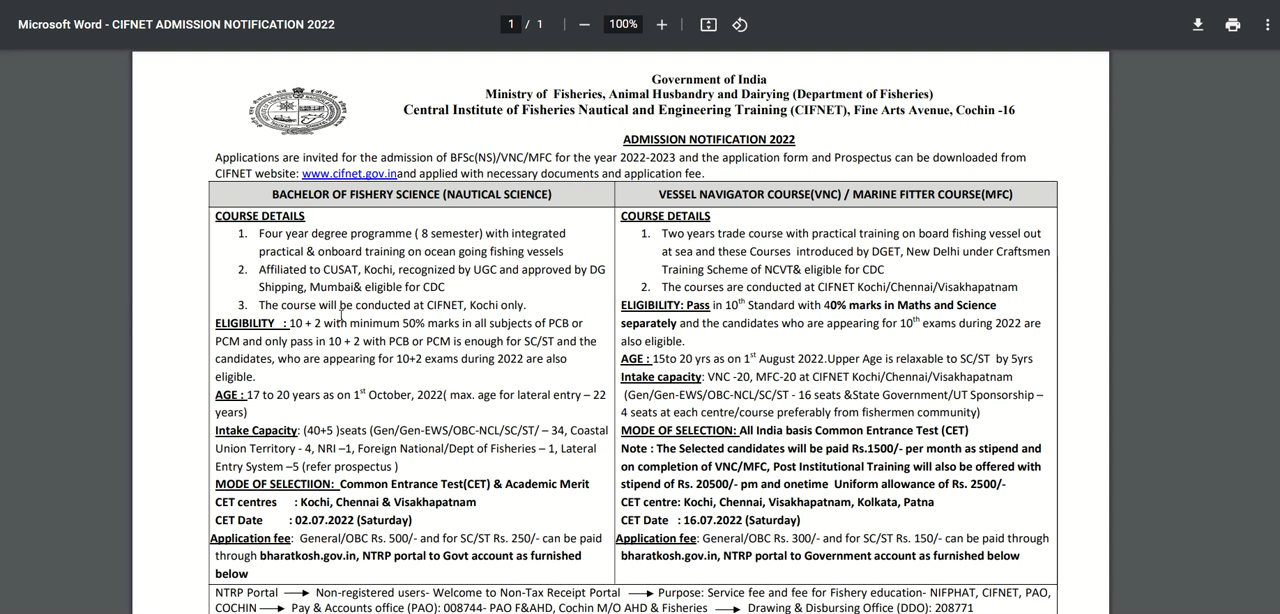 Microsoft Word - CIFNET ADMISSION NOTIFICATION 2022
1 / 1
100%
Government of India
Ministry of Fisheries, Animal Husbandry and Dairying (Department of Fisheries)
Central Institute of Fisheries Nautical and Engineering Training (CIFNET), Fine Arts Avenue, Cochin -16
ADMISSION NOTIFICATION 2022
Applications are invited for the admission of BFSc(NS)/VNC/MFC for the year 2022-2023 and the application form and Prospectus can be downloaded from
CIFNET website: www.cifnet.gov.inand applied with necessary documents and application fee.
BACHELOR OF FISHERY SCIENCE (NAUTICAL SCIENCE)
COURSE DETAILS
1. Four year degree programme ( 8 semester) with integrated
practical & onboard training on ocean going fishing vessels
2. Affiliated to CUSAT, Kochi, recognized by UGC and approved by DG
Shipping, Mumbai& eligible for CDC
3. The course will be conducted at CIFNET, Kochi only.
ELIGIBILITY : 10 + 2 with minimum 50% marks in all subjects of PCB or
PCM and only pass in 10 + 2 with PCB or PCM is enough for SC/ST and the
candidates, who are appearing for 10+2 exams during 2022 are also
eligible.
AGE : 17 to 20 years as on 1st October, 2022( max. age for lateral entry – 22
years)
Intake Capacity: (40+5 )seats (Gen/Gen-EWS/OBC-NCL/SC/ST/ – 34, Coastal
Union Territory - 4, NRI –1, Foreign National/Dept of Fisheries – 1, Lateral
Entry System –5 (refer prospectus )
MODE OF SELECTIION: Common Entrance Test(CET) & Academic Merit
CET centres : Kochi, Chennai & Visakhapatnam
CET Date : 02.07.2022 (Saturday)
Application fee: General/OBC Rs. 500/- and for SC/ST Rs. 250/- can be paid
through bharatkosh.gov.in, NTRP portal to Govt account as furnished
below
VESSEL NAVIGATOR COURSE(VNC) / MARINE FITTER COURSE(MFC)
COURSE DETAILS
1. Two years trade course with practical training on board fishing vessel out
at sea and these Courses introduced by DGET, New Delhi under Craftsmen
Training Scheme of NCVT& eligible for CDC
2. The courses are conducted at CIFNET Kochi/Chennai/Visakhapatnam
ELIGIBILITY: Pass in 10th Standard with 40% marks in Maths and Science
separately and the candidates who are appearing for 10th exams during 2022 are
also eligible.
AGE : 15to 20 yrs as on 1st August 2022.Upper Age is relaxable to SC/ST by 5yrs
Intake capacity: VNC -20, MFC-20 at CIFNET Kochi/Chennai/Visakhapatnam
(Gen/Gen-EWS/OBC-NCL/SC/ST - 16 seats &State Government/UT Sponsorship –
4 seats at each centre/course preferably from fishermen community)
MODE OF SELECTION: All India basis Common Entrance Test (CET)
Note : The Selected candidates will be paid Rs.1500/- per month as stipend and
on completion of VNC/MFC, Post Institutional Training will also be offered with
stipend of Rs. 20500/- pm and onetime Uniform allowance of Rs. 2500/-
CET centre: Kochi, Chennai, Visakhapatnam, Kolkata, Patna
CET Date : 16.07.2022 (Saturday)
Application fee: General/OBC Rs. 300/- and for SC/ST Rs. 150/- can be paid through
bharatkosh.gov.in, NTRP portal to Government account as furnished below
NTRP Portal → Non-registered users- Welcome to Non-Tax Receipt Portal → Purpose: Service fee and fee for Fishery education- NIFPHAT, CIFNET, PAO,
COCHIN → Pay & Accounts office (PAO): 008744- PAO F&AHD, Cochin M/O AHD & Fisheries → Drawing & Disbursing Office (DDO): 208771